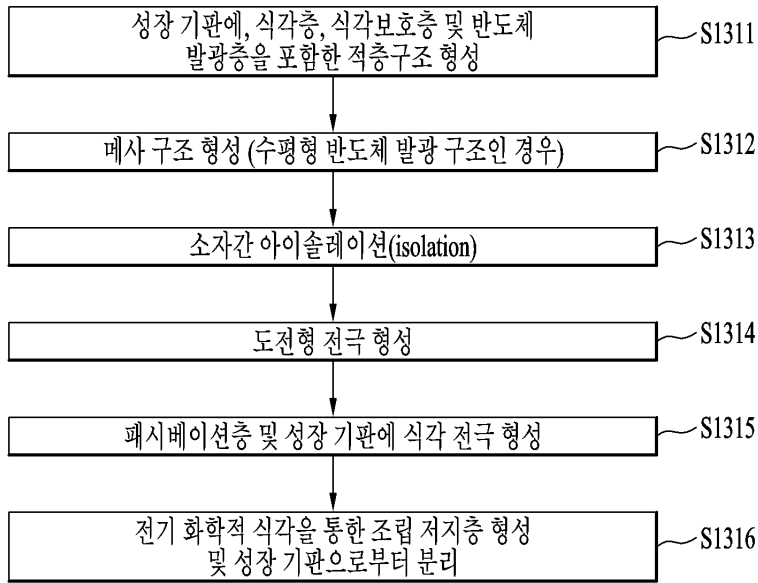 성장 기판에, 식각층, 식각보호층 및 반도체
발광층을 포함한 적층구조 형성
S1311
메사 구조 형성 (수평형 반도체 발광 구조인 경우)
S1312
소자간 아이솔레이션(isolation)
S1313
도전형 전극 형성
S1314
패시베이션층 및 성장 기판에 식각 전극 형성
S1315
전기 화학적 식각을 통한 조립 저지층 형성
및 성장 기판으로부터 분리
S1316